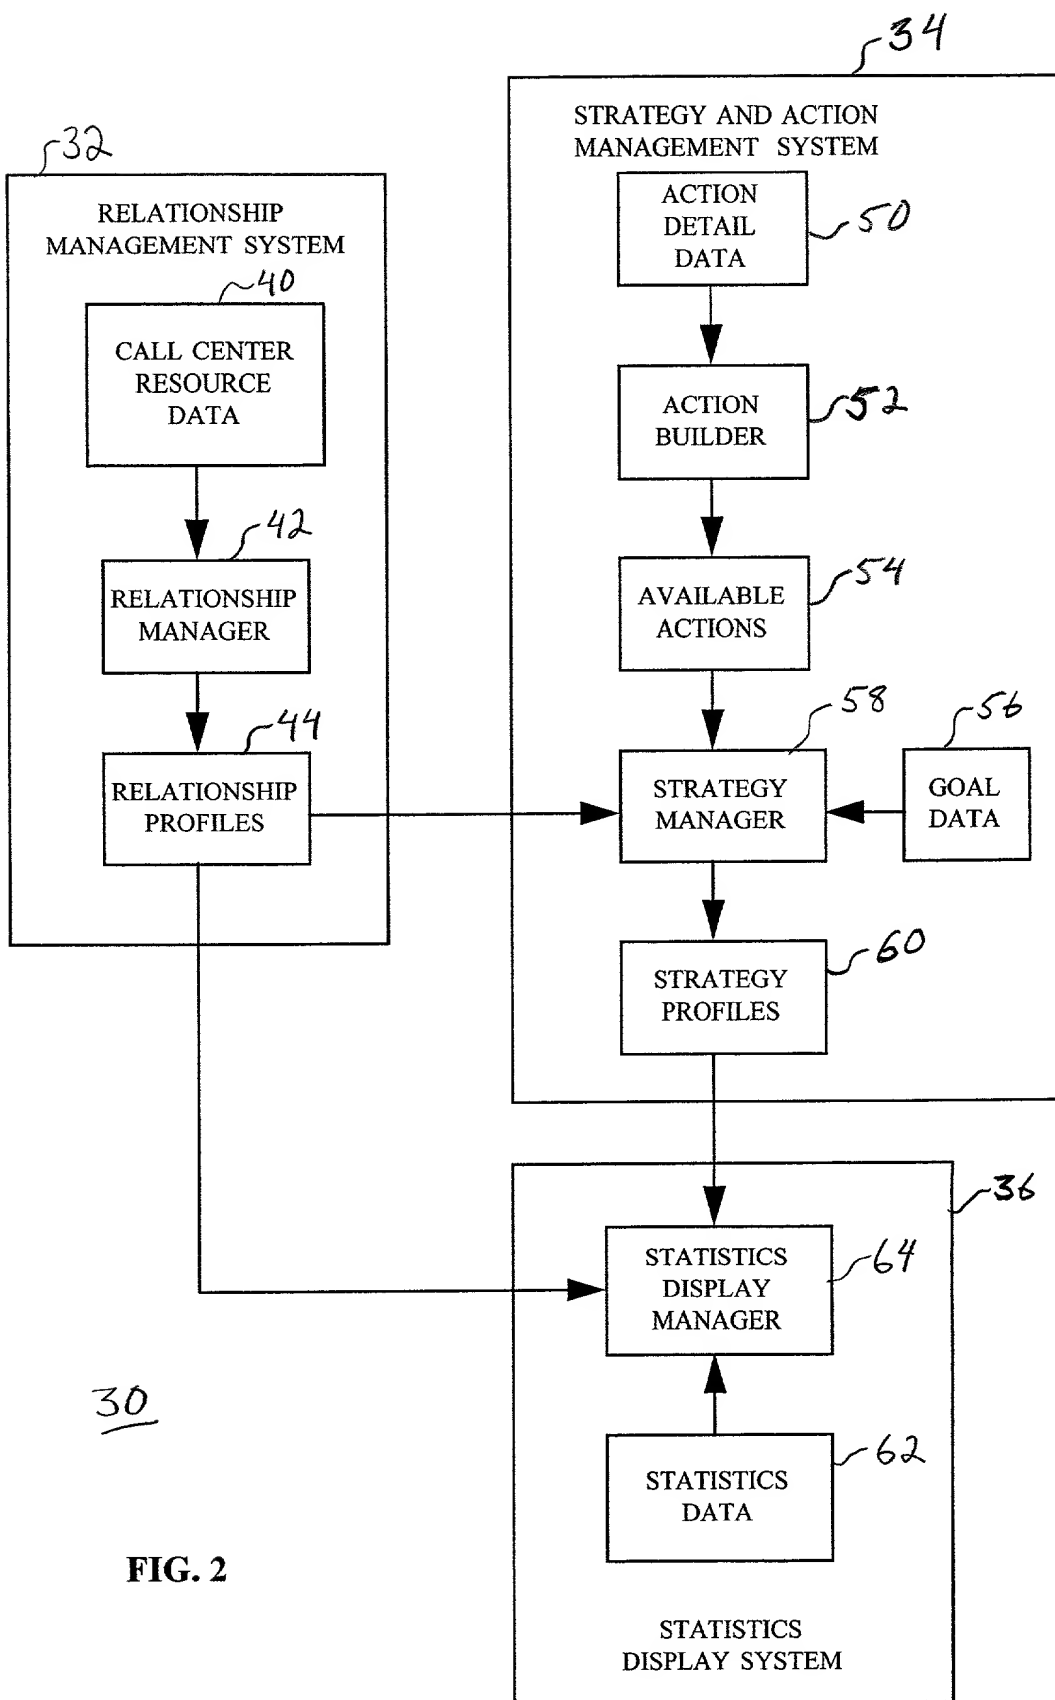 34
STRATEGY AND ACTION
MANAGEMENT SYSTEM
32
RELATIONSHIP
MANAGEMENT SYSTEM
ACTION
DETAIL
DATA
50
40
CALL CENTER
RESOURCE
DATA
ACTION
BUILDER
52
42
RELATIONSHIP
MANAGER
AVAILABLE
ACTIONS
54
44
RELATIONSHIP
PROFILES
58
STRATEGY
MANAGER
56
GOAL
DATA
STRATEGY
PROFILES
60
36
STATISTICS
DISPLAY
MANAGER
64
30
STATISTICS
DATA
62
FIG. 2
STATISTICS
DISPLAY SYSTEM